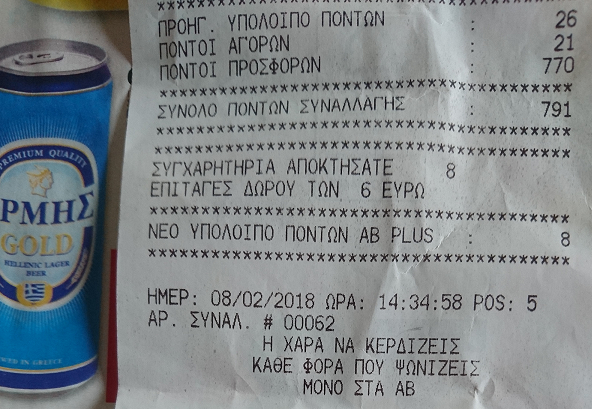 *****************************
ΠΡΟΗΓ. ΥΠΟΛΟΙΠΟ ΠΟΝΤΩΝ : 26
ΠΟΝΤΟΙ ΑΓΟΡΩΝ : 21
ΠΟΝΤΟΙ ΠΡΟΣΦΟΡΩΝ : 770
*****************************
ΣΥΝΟΛΟ ΠΟΝΤΩΝ ΣΥΝΑΛΛΑΓΗΣ : 791
*****************************
*****************************
ΣΥΓΧΑΡΗΤΗΡΙΑ ΑΠΟΚΤΗΣΑΤΕ 8
ΕΠΙΤΑΓΕΣ ΔΩΡΟΥ ΤΩΝ 6 ΕΥΡΩ
*****************************
ΝΕΟ ΥΠΟΛΟΙΠΟ ΠΟΝΤΩΝ AB PLUS : 8
*****************************
ΗΜΕΡ: 08/02/2018 ΩΡΑ: 14:34:58 POS: 5
ΑΡ. ΣΥΝΑΛ. # 00062
Η ΧΑΡΑ ΝΑ ΚΕΡΔΙΖΕΙΣ
ΚΑΘΕ ΦΟΡΑ ΠΟΥ ΨΩΝΙΖΕΙΣ
ΜΟΝΟ ΣΤΑ ΑΒ
PREMIUM QUALITY
ΡΜΗΣ
GOLD
HELLENIC LAGER
BEER
IN GREECE